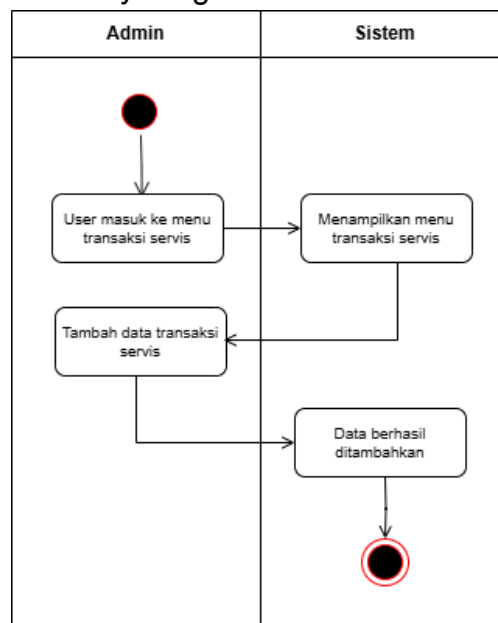 Admin
Sistem
User masuk ke menu
transaksi servis
Menampilkan menu
transaksi servis
Tambah data transaksi
servis
Data berhasil
ditambahkan